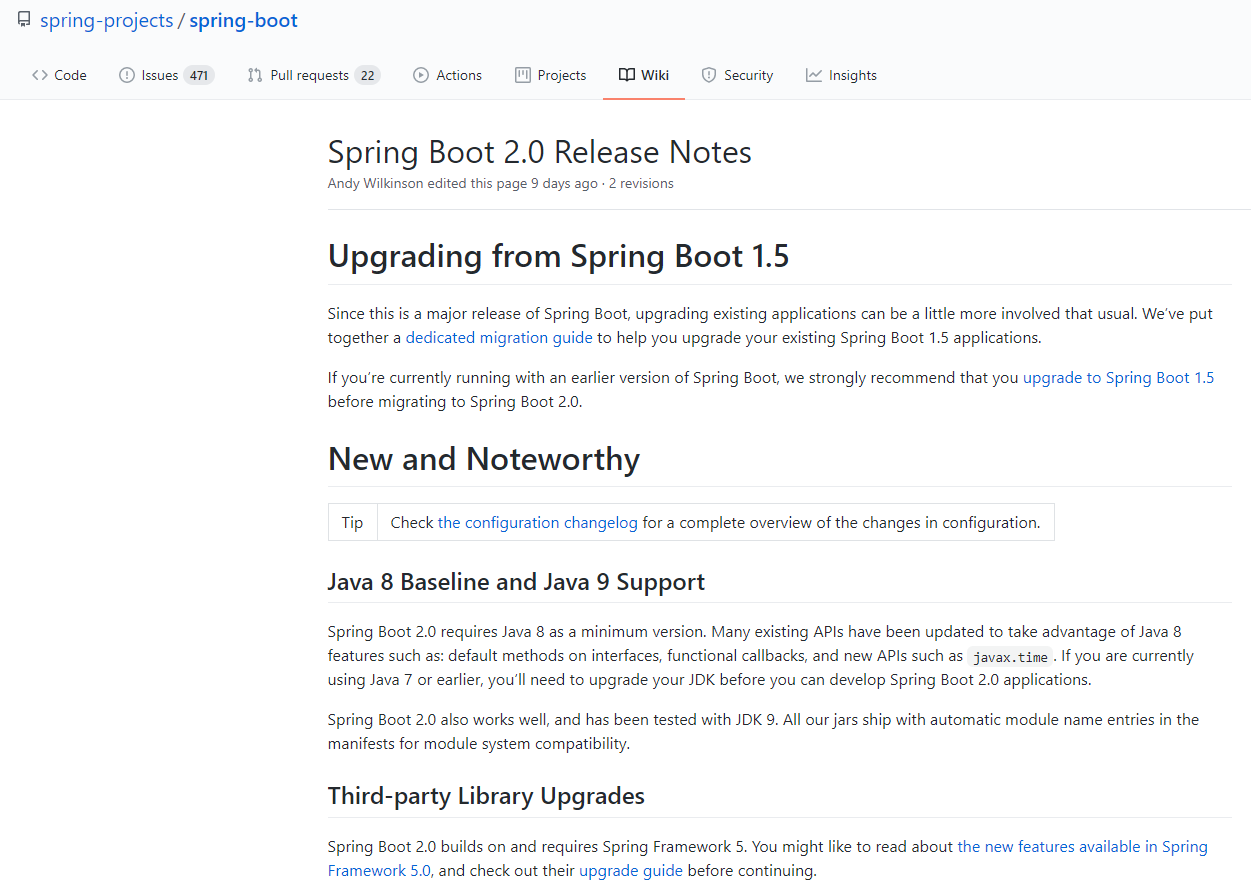 spring-projects / spring-boot
Code Issues 471 Pull requests 22 Actions Projects Wiki Security Insights
Spring Boot 2.0 Release Notes
Andy Wilkinson edited this page 9 days ago · 2 revisions
Upgrading from Spring Boot 1.5
Since this is a major release of Spring Boot, upgrading existing applications can be a little more involved that usual. We’ve put
together a dedicated migration guide to help you upgrade your existing Spring Boot 1.5 applications.
If you’re currently running with an earlier version of Spring Boot, we strongly recommend that you upgrade to Spring Boot 1.5
before migrating to Spring Boot 2.0.
New and Noteworthy
Tip Check the configuration changelog for a complete overview of the changes in configuration.
Java 8 Baseline and Java 9 Support
Spring Boot 2.0 requires Java 8 as a minimum version. Many existing APIs have been updated to take advantage of Java 8
features such as: default methods on interfaces, functional callbacks, and new APIs such as javax.time. If you are currently
using Java 7 or earlier, you’ll need to upgrade your JDK before you can develop Spring Boot 2.0 applications.
Spring Boot 2.0 also works well, and has been tested with JDK 9. All our jars ship with automatic module name entries in the
manifests for module system compatibility.
Third-party Library Upgrades
Spring Boot 2.0 builds on and requires Spring Framework 5. You might like to read about the new features available in Spring
Framework 5.0, and check out their upgrade guide before continuing.